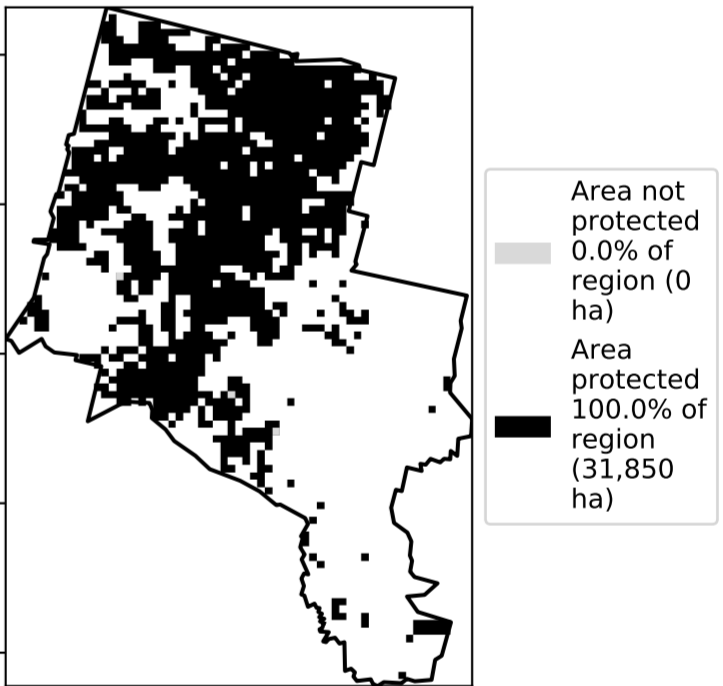 Area not
protected
0.0% of
region (0
ha)
Area
protected
100.0% of
region
(31,850
ha)